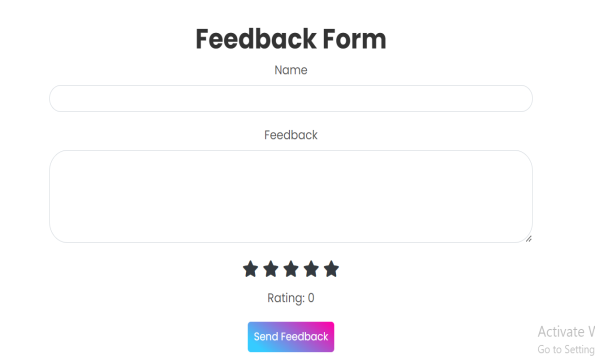 Feedback Form
Name
Feedback
Rating: 0
Send Feedback
Activate
Go to Setting